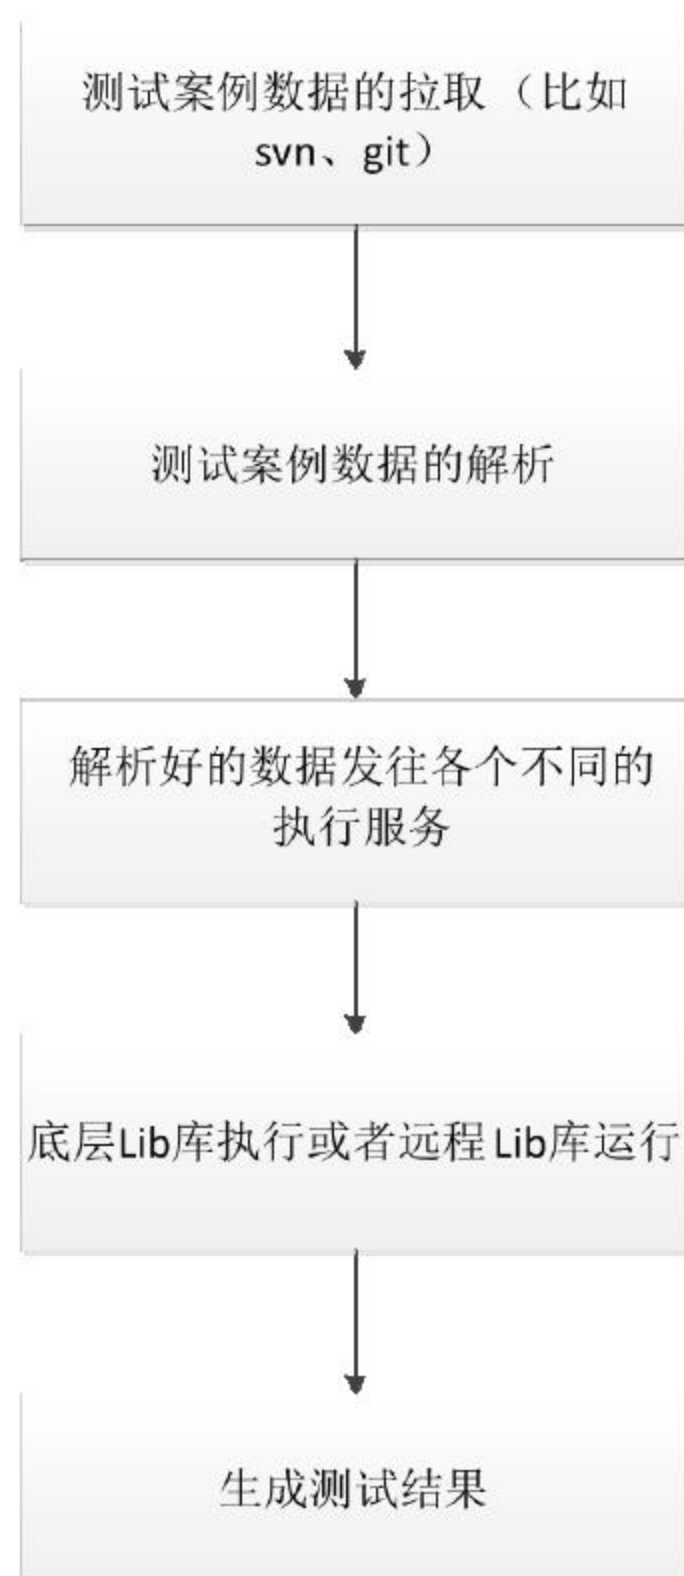 测试案例数据的拉取（比如
svn、git）
测试案例数据的解析
解析好的数据发往各个不同的
执行服务
底层Lib库执行或者远程Lib库运行
生成测试结果